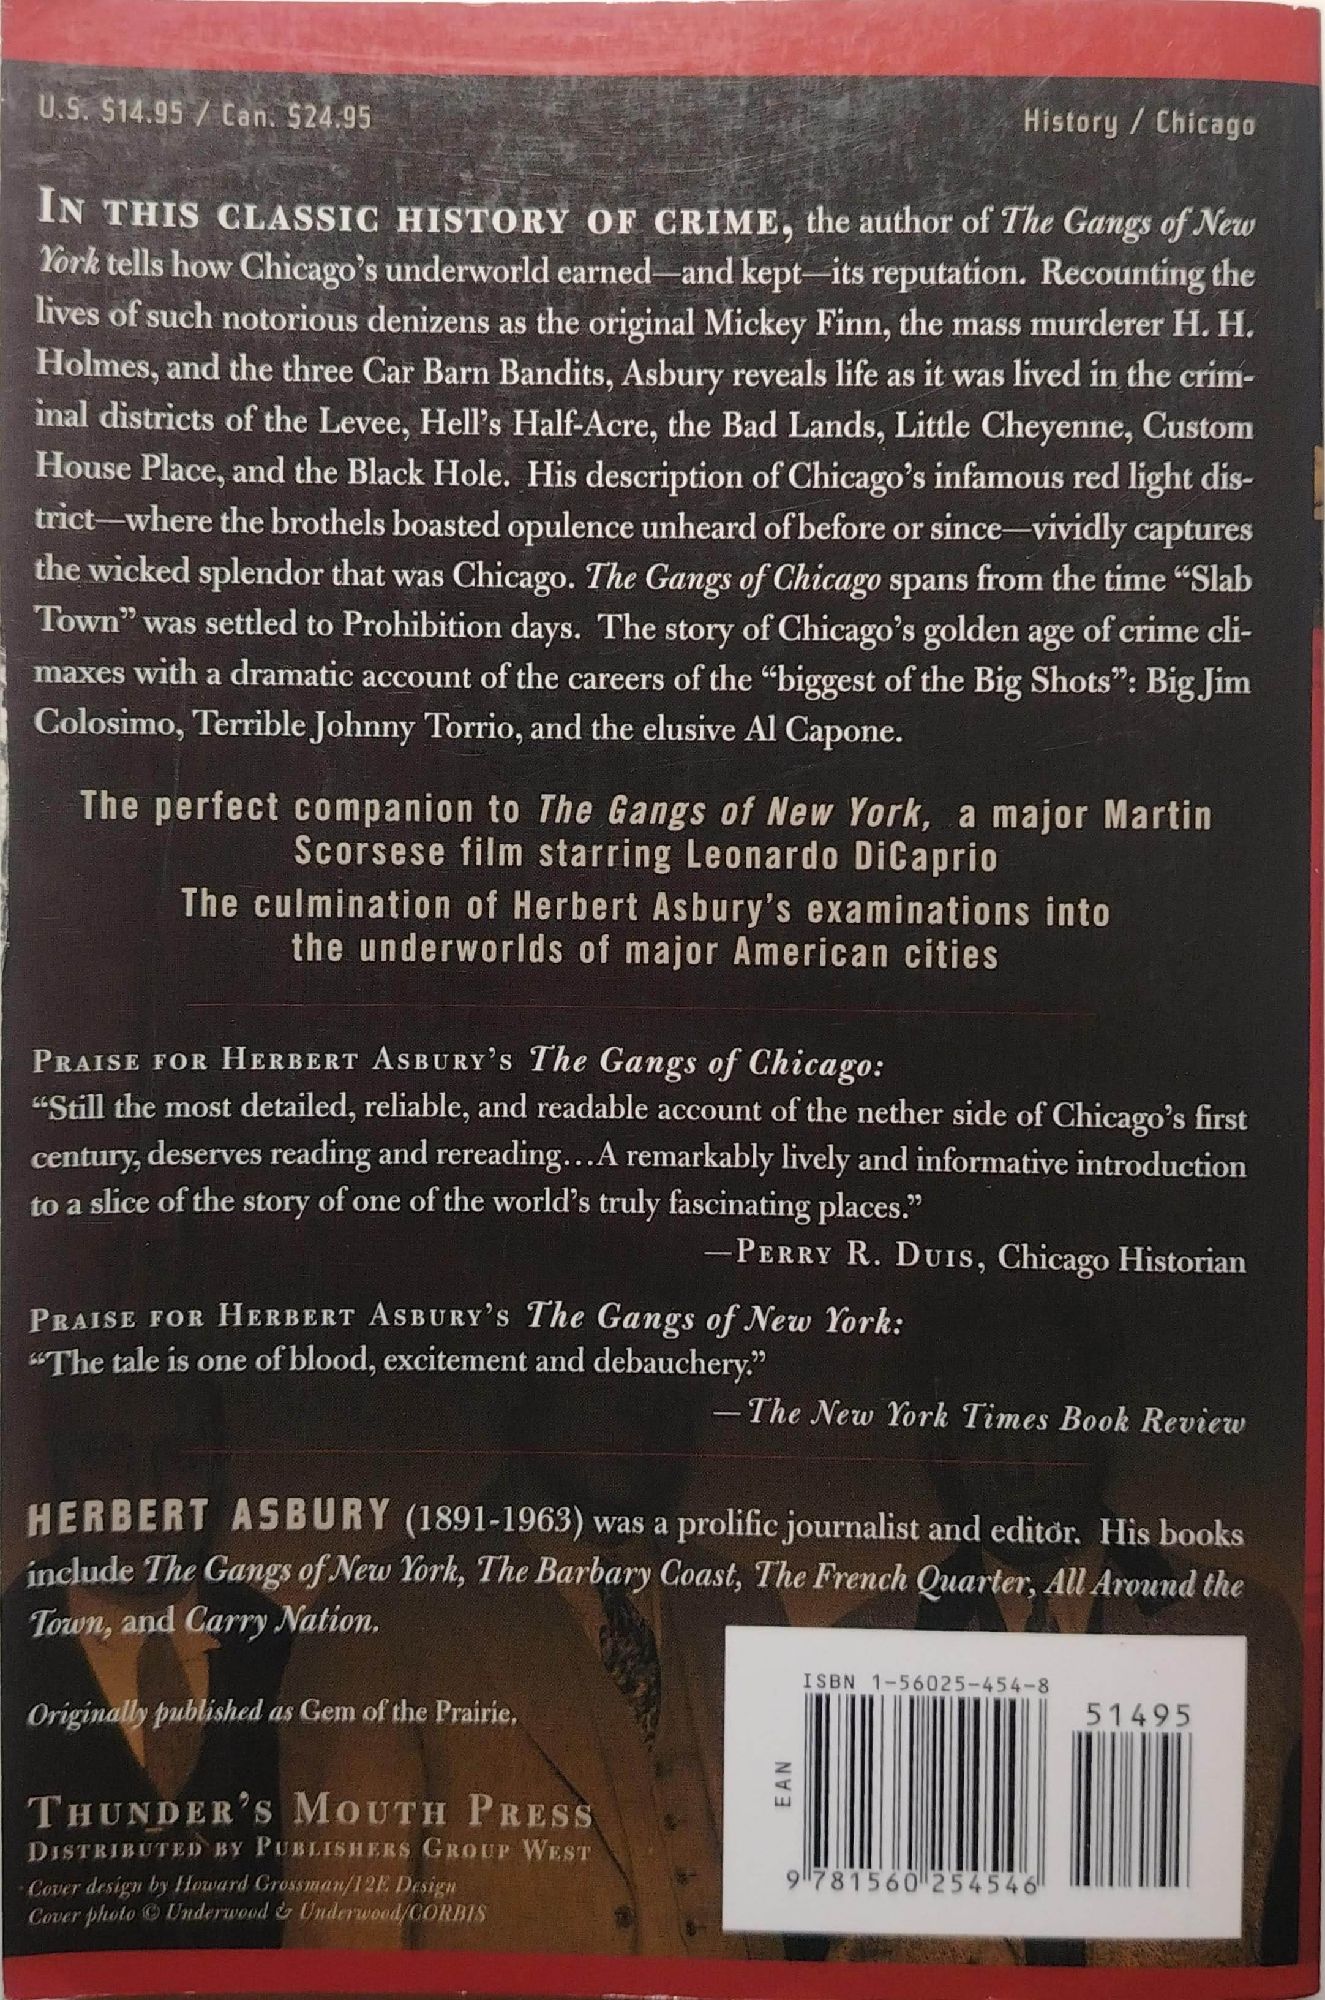 U.S. $14.95 / Can. $24.95
History / Chicago
IN THIS CLASSIC HISTORY OF CRIME, the author of The Gangs of New
York tells how Chicago's underworld earned—and kept—its reputation. Recounting the
lives of such notorious denizens as the original Mickey Finn, the mass murderer H. H.
Holmes, and the three Car Barn Bandits, Asbury reveals life as it was lived in the crim-
inal districts of the Levee, Hell's Half-Acre, the Bad Lands, Little Cheyenne, Custom
House Place, and the Black Hole. His description of Chicago's infamous red light dis-
trict—where the brothels boasted opulence unheard of before or since—vividly captures
the wicked splendor that was Chicago. The Gangs of Chicago spans from the time “Slab
Town” was settled to Prohibition days. The story of Chicago's golden age of crime cli-
maxes with a dramatic account of the careers of the “biggest of the Big Shots”: Big Jim
Colosimo, Terrible Johnny Torrio, and the elusive Al Capone.
The perfect companion to The Gangs of New York, a major Martin
Scorsese film starring Leonardo DiCaprio
The culmination of Herbert Asbury's examinations into
the underworlds of major American cities
PRAISE FOR HERBERT ASBURY'S The Gangs of Chicago:
“Still the most detailed, reliable, and readable account of the nether side of Chicago's first
century, deserves reading and rereading...A remarkably lively and informative introduction
to a slice of the story of one of the world's truly fascinating places.”
—PERRY R. DUIS, Chicago Historian
PRAISE FOR HERBERT ASBURY'S The Gangs of New York:
“The tale is one of blood, excitement and debauchery.”
—The New York Times Book Review
HERBERT ASBURY (1891-1963) was a prolific journalist and editor. His books
include The Gangs of New York, The Barbary Coast, The French Quarter, All Around the
Town, and Carry Nation.
Originally published as Gem of the Prairie.
THUNDER'S MOUTH PRESS
DISTRIBUTED BY PUBLISHERS GROUP WEST
Cover design by Howard Grossman/12E Design
Cover photo © Underwood & Underwood/CORBIS
ISBN 1-56025-454-8
51495
EAN
9 781560 254546